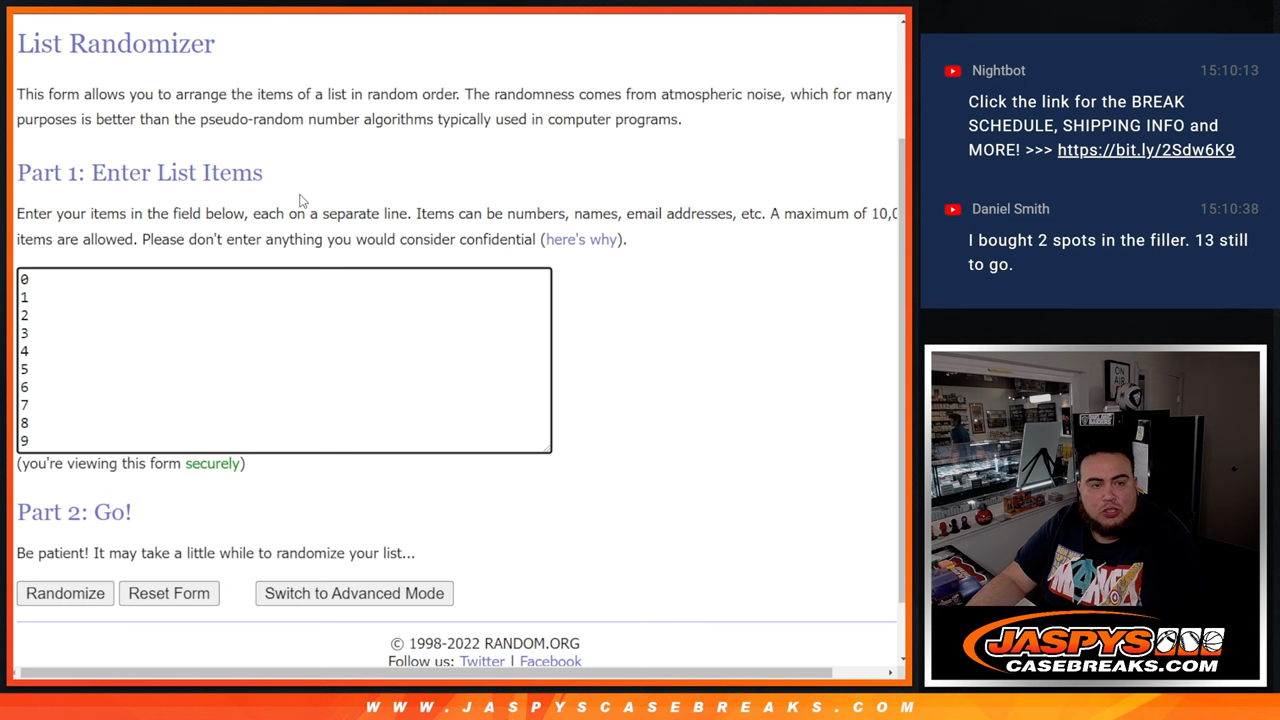 List Randomizer
This form allows you to arrange the items of a list in random order. The randomness comes from atmospheric noise, which for many
purposes is better than the pseudo-random number algorithms typically used in computer programs.
Part 1: Enter List Items
Enter your items in the field below, each on a separate line. Items can be numbers, names, email addresses, etc. A maximum of 10,0
items are allowed. Please don't enter anything you would consider confidential (here's why).
0
1
2
3
4
5
6
7
8
9
(you're viewing this form securely)
Part 2: Go!
Be patient! It may take a little while to randomize your list...
Randomize Reset Form Switch to Advanced Mode
© 1998-2022 RANDOM.ORG
Follow us: Twitter | Facebook
Nightbot 15:10:13
Click the link for the BREAK
SCHEDULE, SHIPPING INFO and
MORE! >>> https://bit.ly/2Sdw6K9
Daniel Smith 15:10:38
I bought 2 spots in the filler. 13 still
to go.
ON
AIR
JASPYS
CASEBREAKS.COM
WWW.JASPYSCASEBREAKS.COM